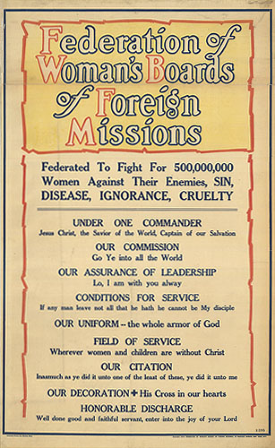 Federation of
Woman's Boards
of Foreign
Missions
Federated To Fight For 500,000,000
Women Against Their Enemies, SIN,
DISEASE, IGNORANCE, CRUELTY
UNDER ONE COMMANDER
Jesus Christ, the Savior of the World, Captain of our Salvation
OUR COMMISSION
Go Ye into all the World
OUR ASSURANCE OF LEADERSHIP
Lo, I am with you alway
CONDITIONS FOR SERVICE
If any man leave not all that he hath he cannot be My disciple
OUR UNIFORM -- the whole armor of God
FIELD OF SERVICE
Wherever women and children are without Christ
OUR CITATION
Inasmuch as ye did it unto one of the least of these, ye did it unto me
OUR DECORATION ✚ His Cross in our hearts
HONORABLE DISCHARGE
Well done good and faithful servant, enter into the joy of your Lord